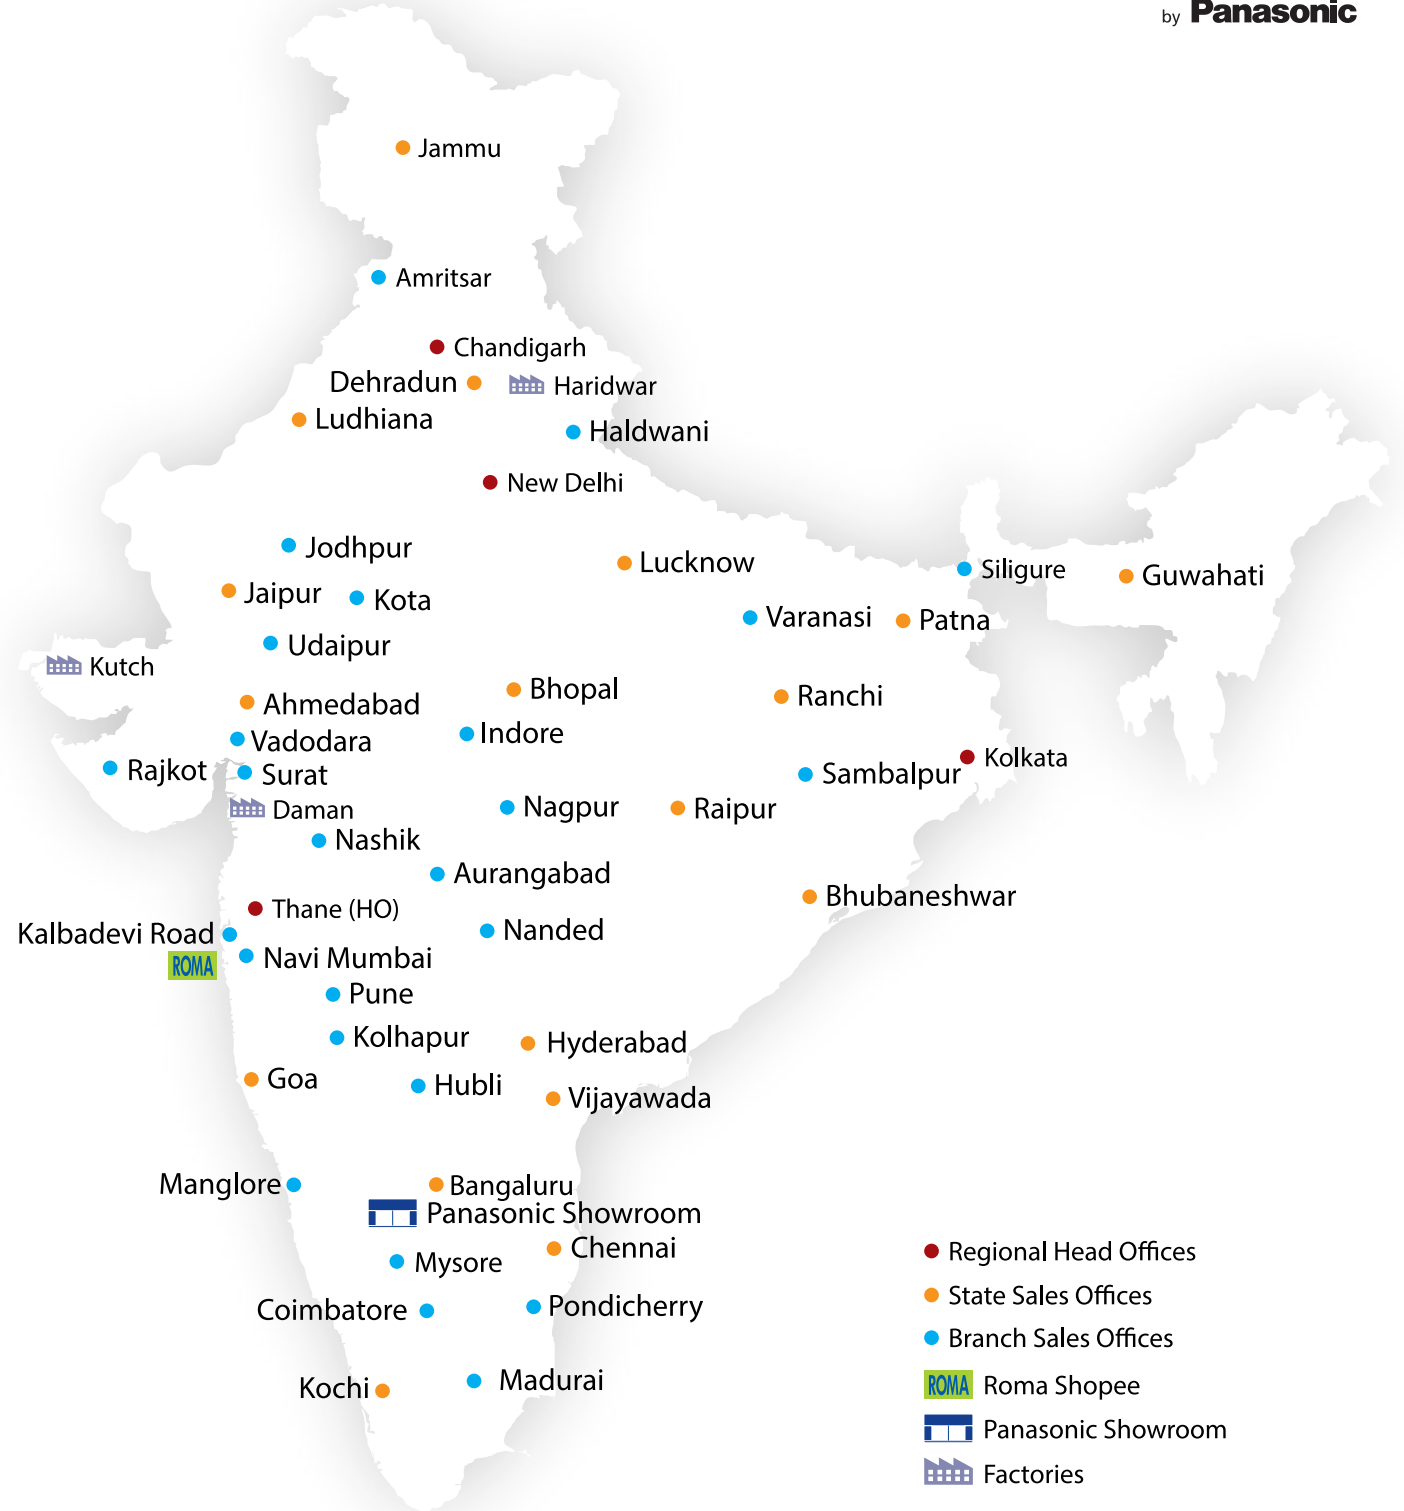 by Panasonic
Jammu
Amritsar
Chandigarh
Dehradun
Haridwar
Ludhiana
Haldwani
New Delhi
Jodhpur
Lucknow
Siligure
Guwahati
Jaipur
Kota
Varanasi
Patna
Udaipur
Kutch
Bhopal
Ranchi
Ahmedabad
Vadodara
Indore
Kolkata
Rajkot
Surat
Sambalpur
Daman
Nagpur
Raipur
Nashik
Aurangabad
Bhubaneshwar
Thane (HO)
Kalbadevi Road
Nanded
ROMA
Navi Mumbai
Pune
Kolhapur
Hyderabad
Goa
Hubli
Vijayawada
Manglore
Bangaluru
Panasonic Showroom
Chennai
Mysore
Coimbatore
Pondicherry
Kochi
Madurai
Regional Head Offices
State Sales Offices
Branch Sales Offices
ROMA Roma Shopee
Panasonic Showroom
Factories